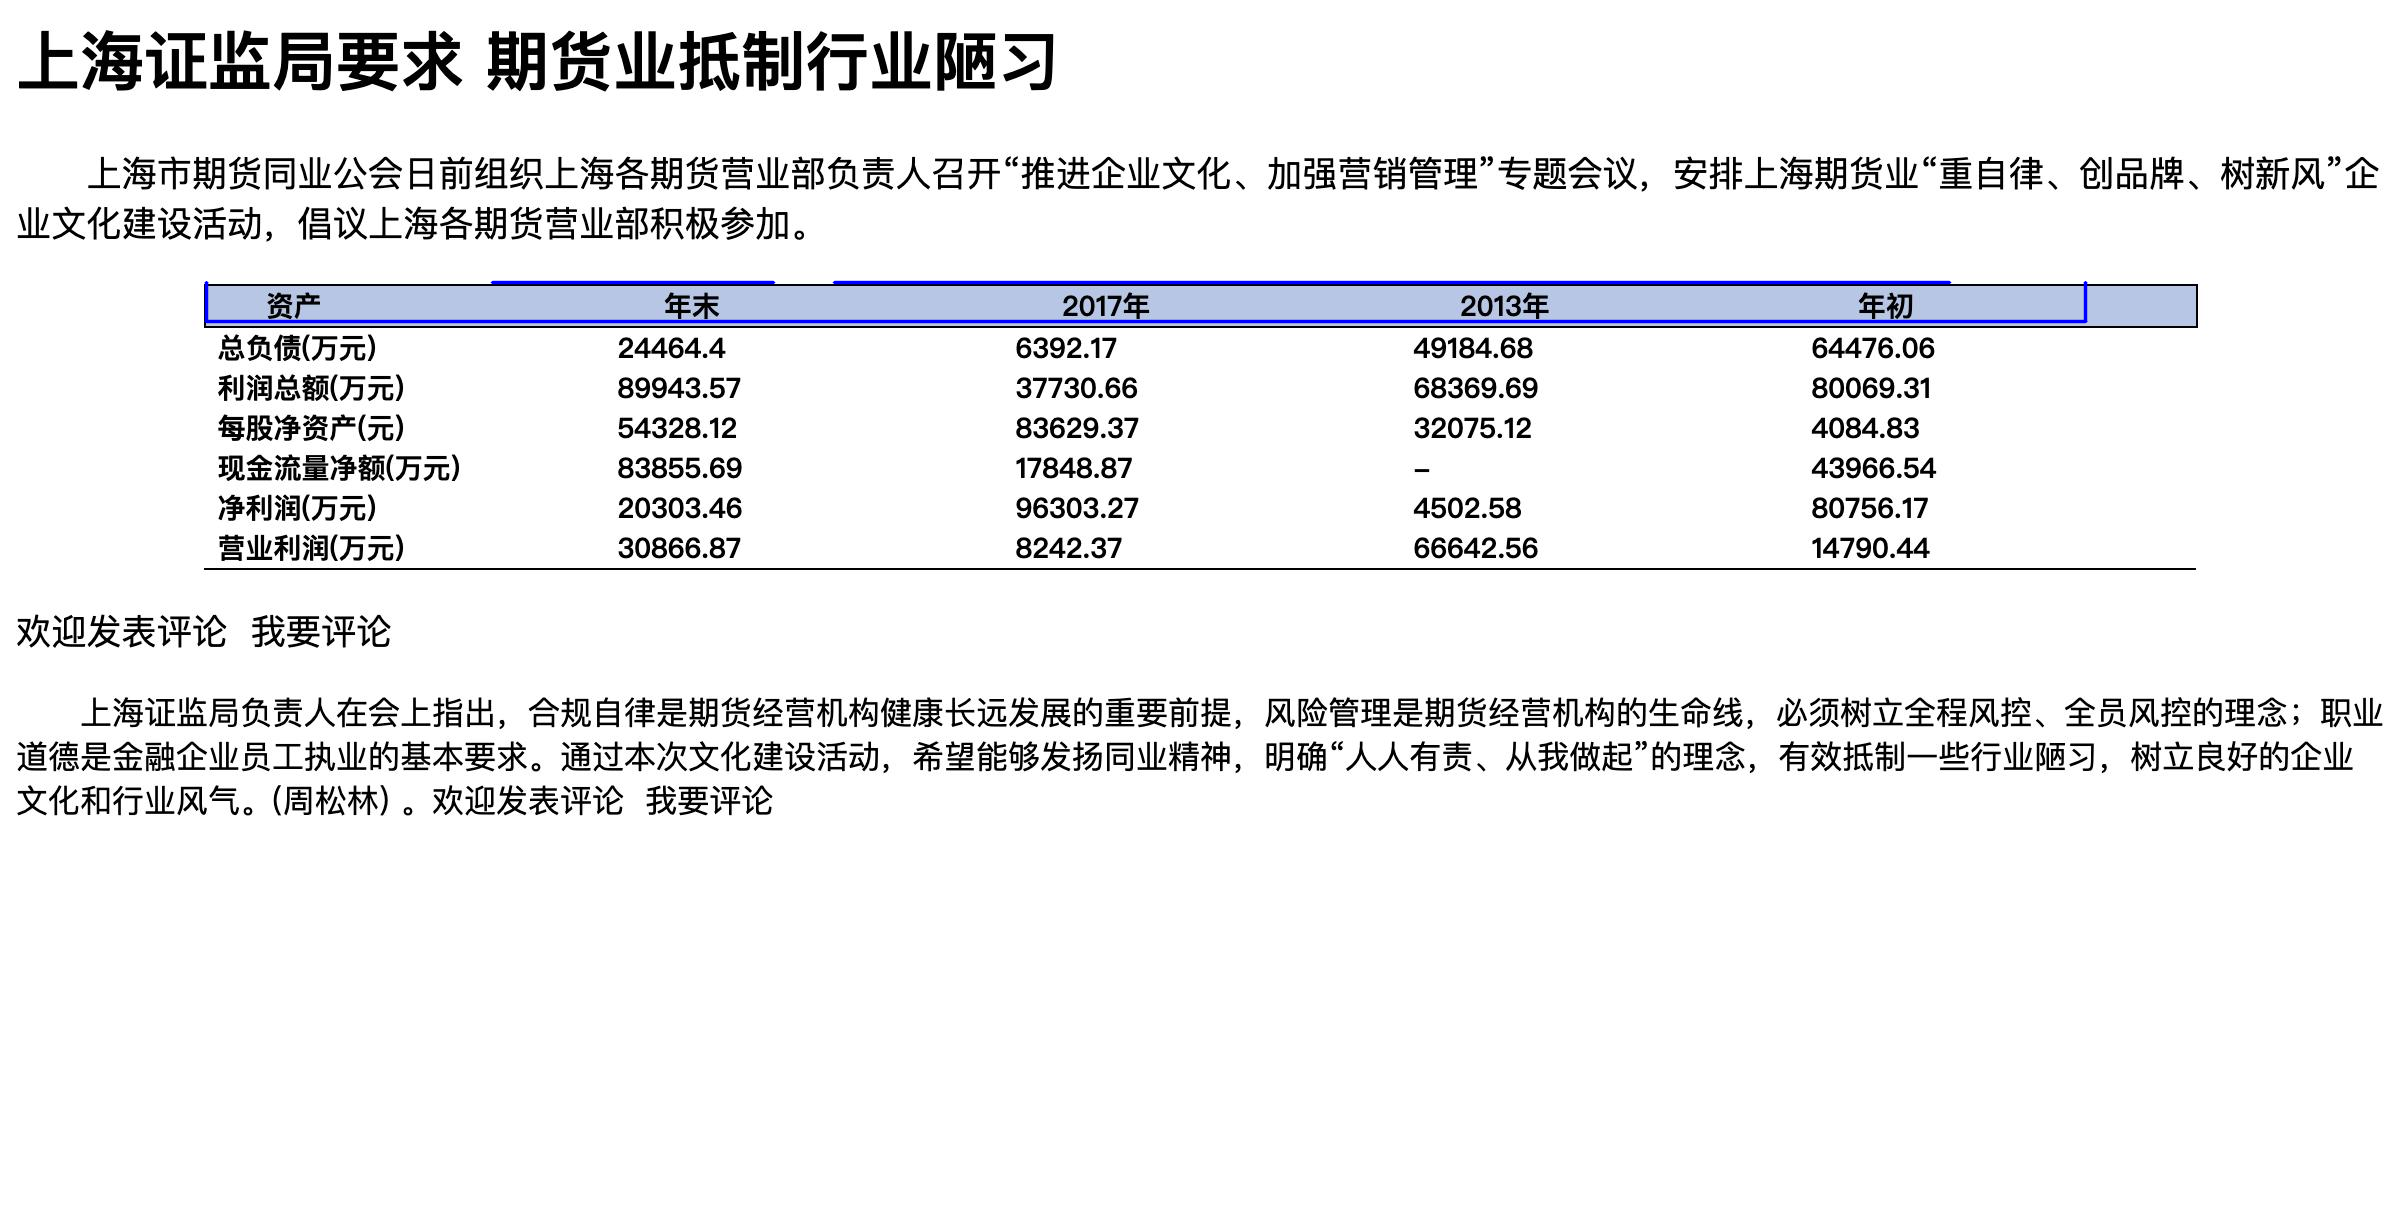 上海证监局要求 期货业抵制行业陋习
上海市期货同业公会日前组织上海各期货营业部负责人召开“推进企业文化、加强营销管理”专题会议，安排上海期货业“重自律、创品牌、树新风”企
业文化建设活动，倡议上海各期货营业部积极参加。
资产 年末 2017年 2013年 年初
总负债(万元) 24464.4 6392.17 49184.68 64476.06
利润总额(万元) 89943.57 37730.66 68369.69 80069.31
每股净资产(元) 54328.12 83629.37 32075.12 4084.83
现金流量净额(万元) 83855.69 17848.87 – 43966.54
净利润(万元) 20303.46 96303.27 4502.58 80756.17
营业利润(万元) 30866.87 8242.37 66642.56 14790.44
欢迎发表评论 我要评论
上海证监局负责人在会上指出，合规自律是期货经营机构健康长远发展的重要前提，风险管理是期货经营机构的生命线，必须树立全程风控、全员风控的理念；职业
道德是金融企业员工执业的基本要求。通过本次文化建设活动，希望能够发扬同业精神，明确“人人有责、从我做起”的理念，有效抵制一些行业陋习，树立良好的企业
文化和行业风气。(周松林) 。欢迎发表评论 我要评论